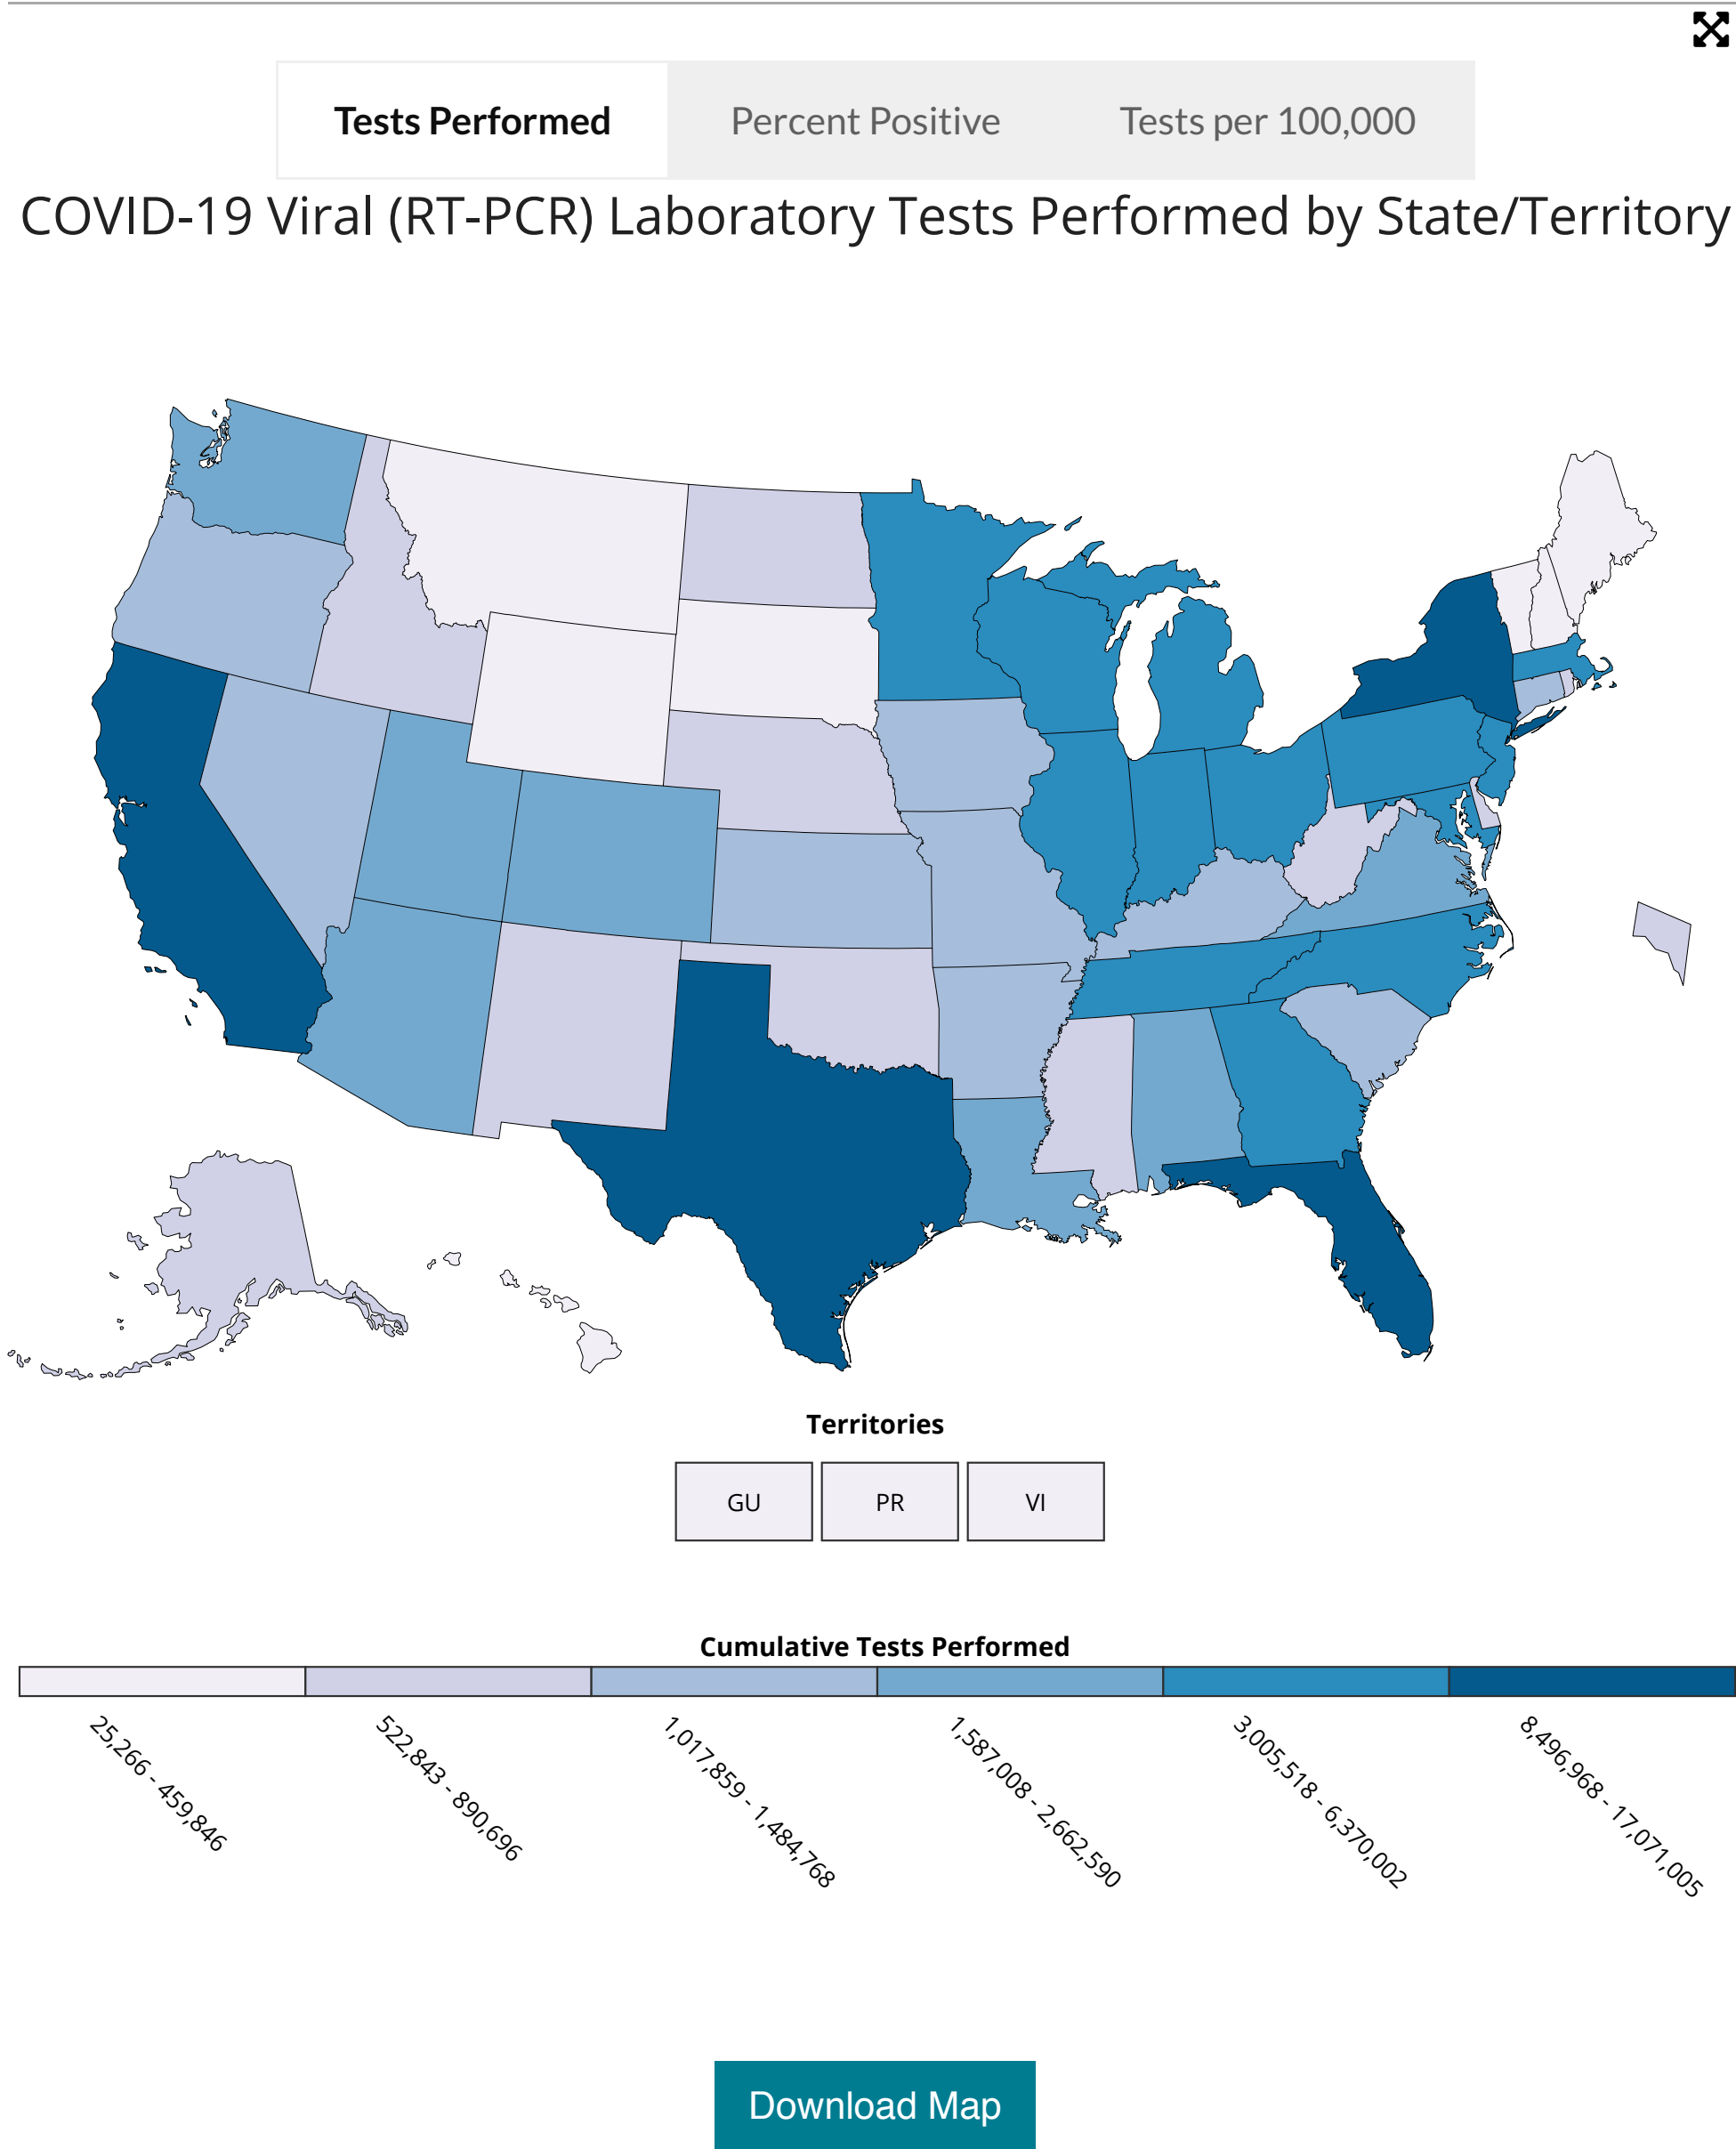 Tests Performed
Percent Positive
Tests per 100,000
COVID-19 Viral (RT-PCR) Laboratory Tests Performed by State/Territory
Territories
GU
PR
VI
Cumulative Tests Performed
25,266 - 459,846
522,843 - 890,696
1,017,859 - 1,484,768
1,587,008 - 2,662,590
3,005,518 - 6,370,002
8,496,968 - 17,071,005
Download Map